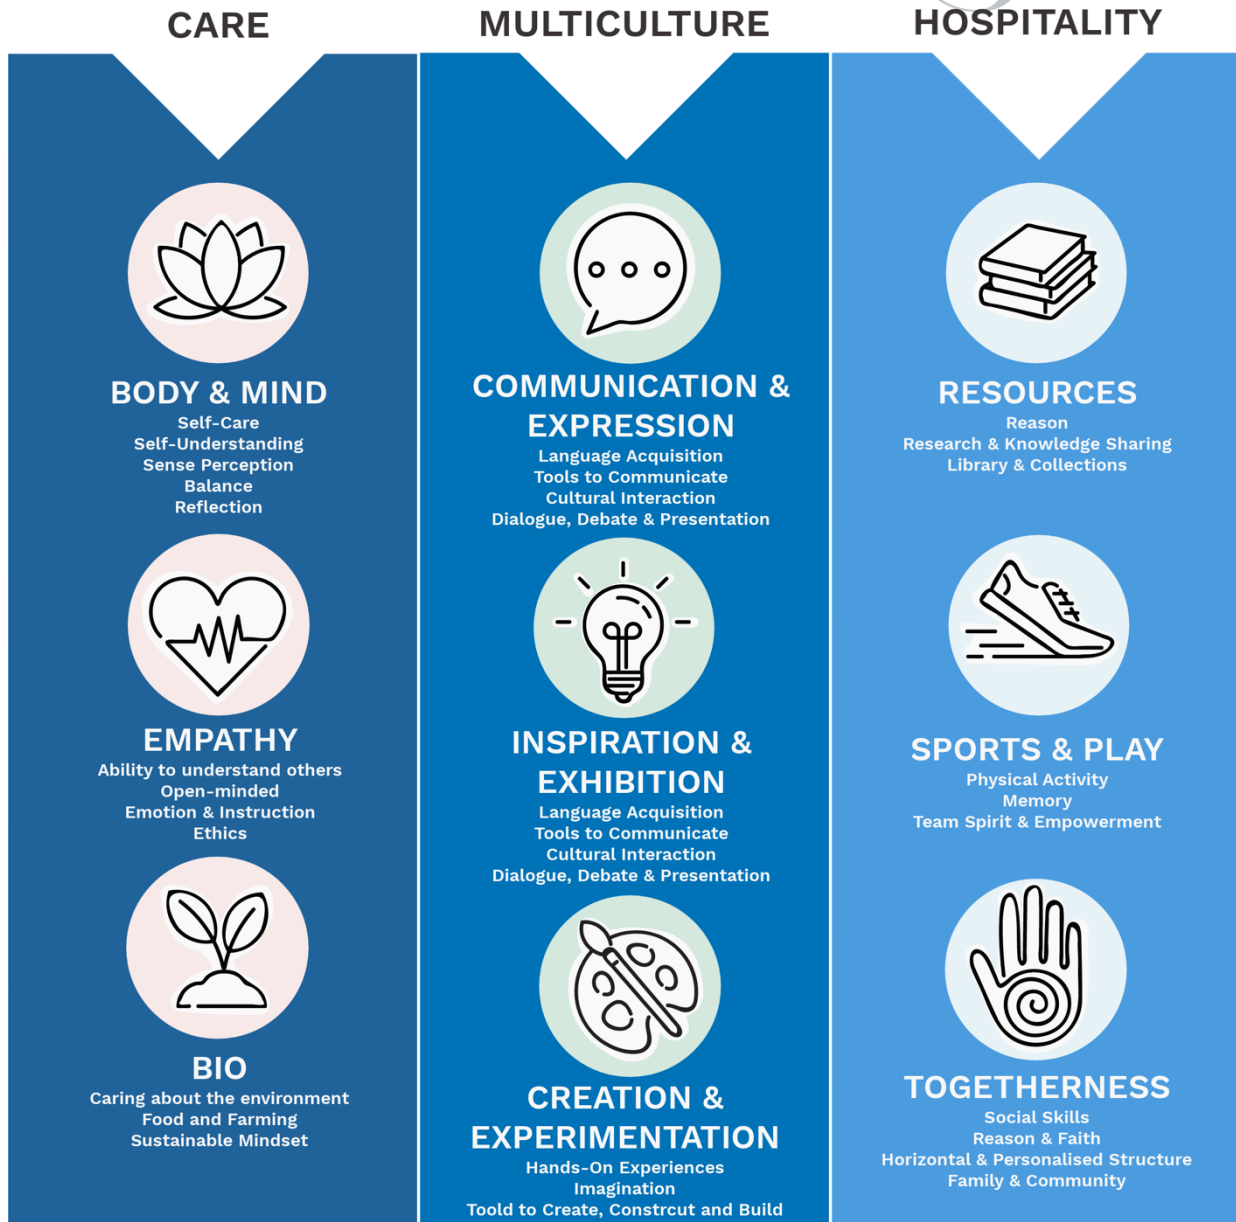 CARE
BODY & MIND
Self-Care
Self-Understanding
Sense Perception
Balance
Reflection
EMPATHY
Ability to understand others
Open-minded
Emotion & Instruction
Ethics
BIO
Caring about the environment
Food and Farming
Sustainable Mindset
MULTICULTURE
COMMUNICATION &
EXPRESSION
Language Acquisition
Tools to Communicate
Cultural Interaction
Dialogue, Debate & Presentation
INSPIRATION &
EXHIBITION
Language Acquisition
Tools to Communicate
Cultural Interaction
Dialogue, Debate & Presentation
CREATION &
EXPERIMENTATION
Hands-On Experiences
Imagination
Toold to Create, Constrcut and Build
HOSPITALITY
RESOURCES
Reason
Research & Knowledge Sharing
Library & Collections
SPORTS & PLAY
Physical Activity
Memory
Team Spirit & Empowerment
TOGETHERNESS
Social Skills
Reason & Faith
Horizontal & Personalised Structure
Family & Community